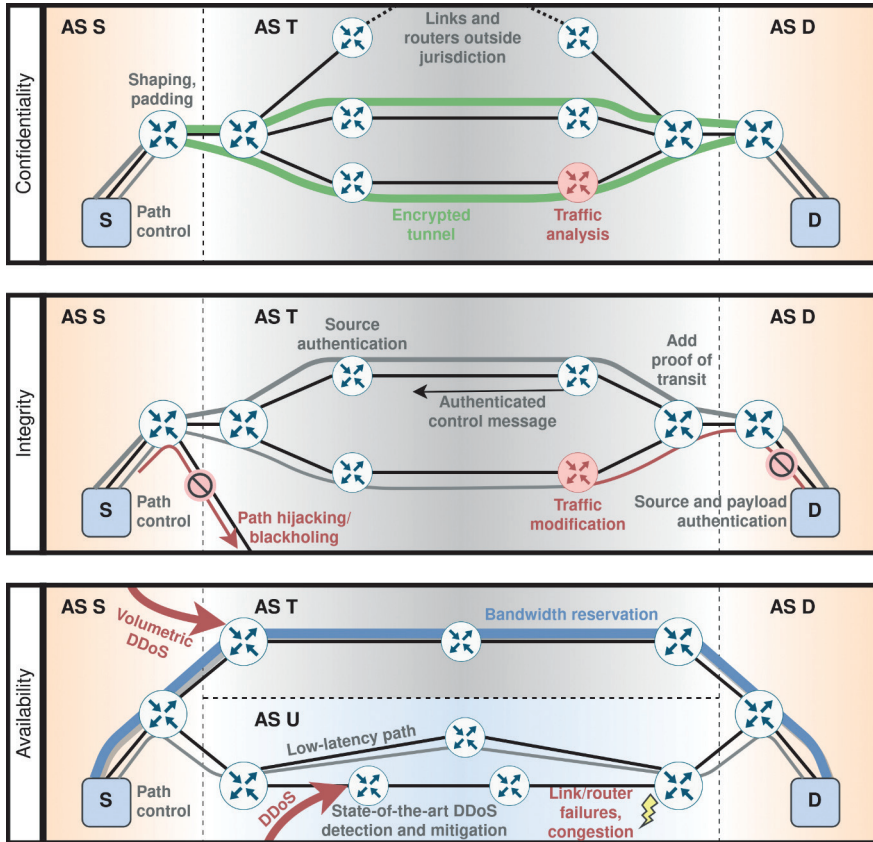 Confidentiality
AS S
AS T
AS D
Links and
routers outside
jurisdiction
Shaping,
padding
S
Path
control
Encrypted
tunnel
Traffic
analysis
D
Integrity
AS S
AS T
AS D
Source
authentication
Add
proof of
transit
Authenticated
control message
S
Path
control
Path hijacking/
blackholing
Traffic
modification
Source and payload
authentication
D
Availability
AS S
AS T
AS D
Volumetric
DDoS
Bandwidth reservation
AS U
Low-latency path
S
Path
control
DDoS
State-of-the-art DDoS
detection and mitigation
Link/router
failures,
congestion
D